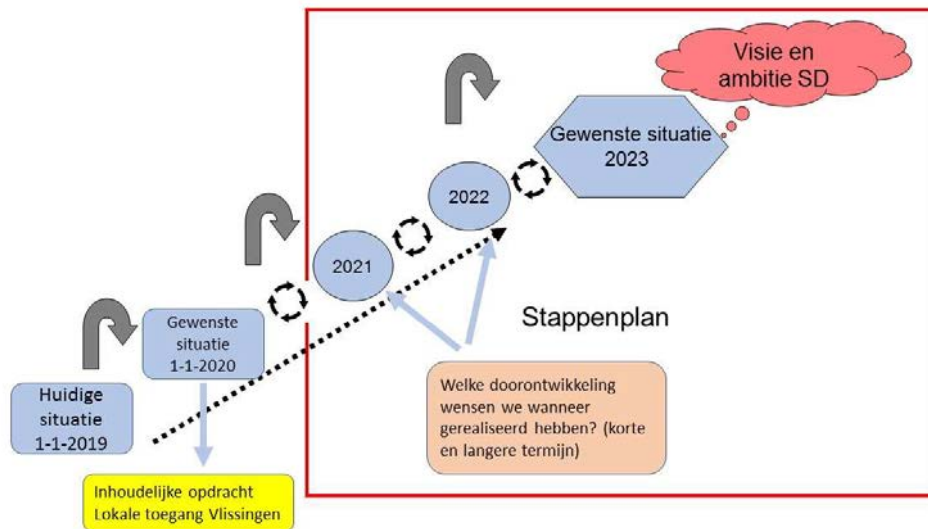 Visie en
ambitie SD
Gewenste situatie
2023
2022
2021
Stappenplan
Gewenste
situatie
1-1-2020
Huidige
situatie
1-1-2019
Welke doorontwikkeling
wensen we wanneer
gerealiseerd hebben? (korte
en langere termijn)
Inhoudelijke opdracht
Lokale toegang Vlissingen